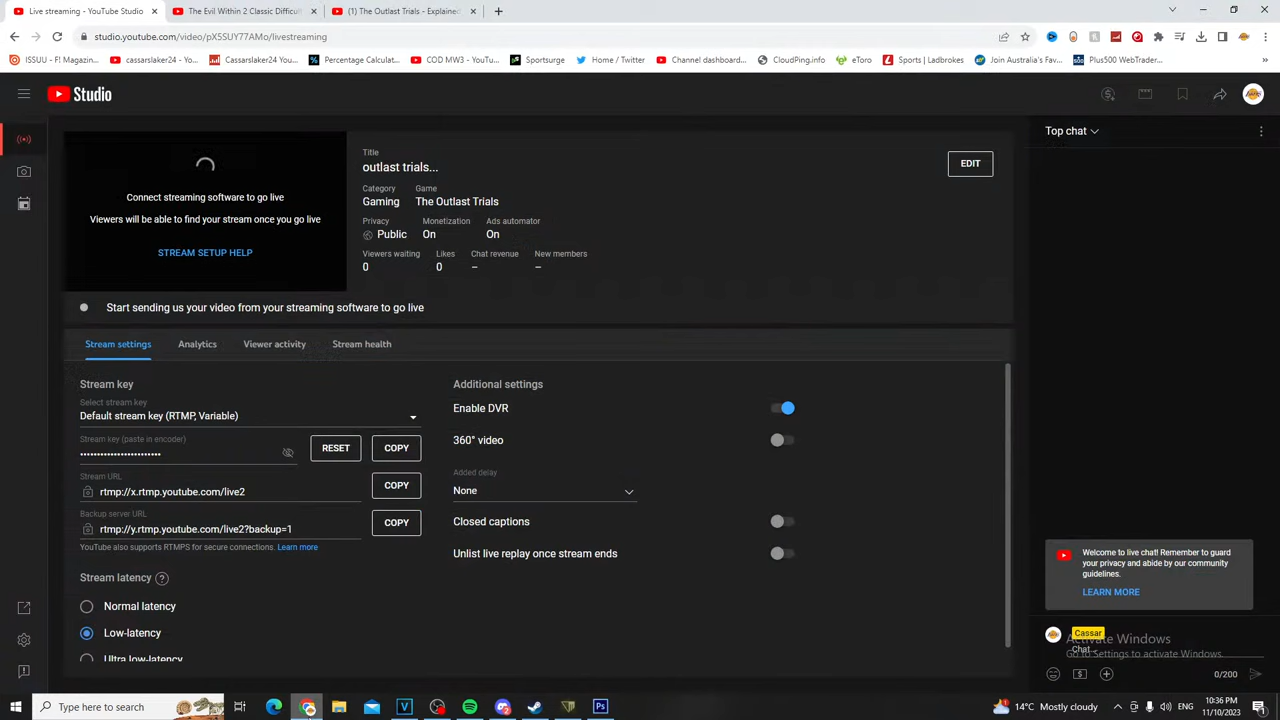 Live streaming - YouTube Studio
The Evil Within 2 Classic Difficult
(1) The Outlast Trials - Explained
studio.youtube.com/video/pX5SUY77AMo/livestreaming
ISSUU - F! Magazin...
cassarslaker24 - Yo...
Cassarslaker24 You...
Percentage Calculat...
COD MW3 - YouTu...
Sportsurge
Home / Twitter
Channel dashboard...
CloudPing.info
eToro
Sports | Ladbrokes
Join Australia's Fav...
Plus500 WebTrader...
Studio
Top chat
Connect streaming software to go live
Viewers will be able to find your stream once you go live
STREAM SETUP HELP
Title
outlast trials...
EDIT
Category Game
Gaming The Outlast Trials
Privacy Monetization Ads automator
Public On On
Viewers waiting Likes Chat revenue New members
0 0 – –
Start sending us your video from your streaming software to go live
Stream settings Analytics Viewer activity Stream health
Stream key
Select stream key
Default stream key (RTMP, Variable)
Stream key (paste in encoder)
••••••••••••••••••••••••
RESET COPY
Stream URL
rtmp://x.rtmp.youtube.com/live2
COPY
Backup server URL
rtmp://y.rtmp.youtube.com/live2?backup=1
COPY
YouTube also supports RTMPS for secure connections. Learn more
Stream latency
Normal latency
Low-latency
Ultra low-latency
Additional settings
Enable DVR
360° video
Added delay
None
Closed captions
Unlist live replay once stream ends
Welcome to live chat! Remember to guard
your privacy and abide by our community
guidelines.
LEARN MORE
Cassar
Chat...
Activate Windows
Go to Settings to activate Windows.
0/200
Type here to search
14°C Mostly cloudy
ENG
10:36 PM
11/10/2023